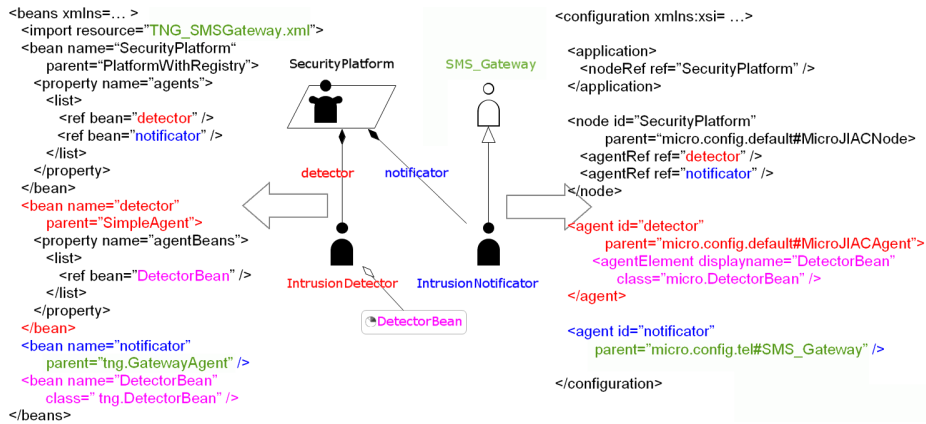 <beans xmlns=... >
<import resource="TNG_SMSGateway.xml">
<bean name="SecurityPlatform"
parent="PlatformWithRegistry">
<property name="agents">
<list>
<ref bean="detector" />
<ref bean="notificator" />
</list>
</property>
</bean>
<bean name="detector"
parent="SimpleAgent">
<property name="agentBeans">
<list>
<ref bean="DetectorBean" />
</list>
</property>
</bean>
<bean name="notificator"
parent="tng.GatewayAgent" />
<bean name="DetectorBean"
class=" tng.DetectorBean" />
</beans>
SecurityPlatform
SMS_Gateway
detector
notificator
IntrusionDetector
IntrusionNotificator
DetectorBean
<configuration xmlns:xsi= ...>
<application>
<nodeRef ref="SecurityPlatform" />
</application>
<node id="SecurityPlatform"
parent="micro.config.default#MicroJIACNode>
<agentRef ref="detector" />
<agentRef ref="notificator" />
</node>
<agent id="detector"
parent="micro.config.default#MicroJIACAgent">
<agentElement displayname="DetectorBean"
class="micro.DetectorBean" />
</agent>
<agent id="notificator"
parent="micro.config.tel#SMS_Gateway" />
</configuration>